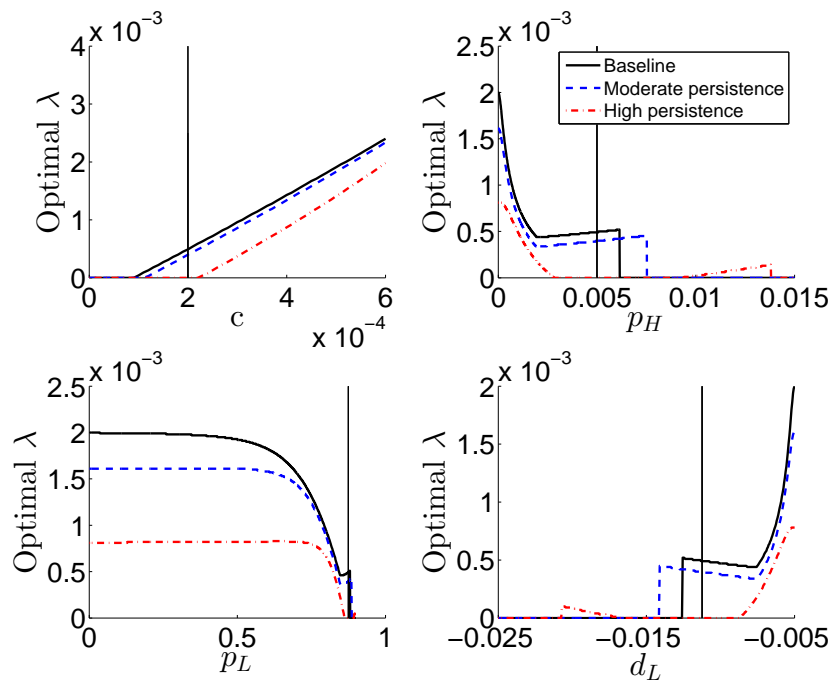 x 10⁻³
4
3
2
1
0
Optimal λ
0 2 4 6
c
x 10⁻⁴
x 10⁻³
2.5
2
1.5
1
0.5
0
Optimal λ
Baseline
Moderate persistence
High persistence
0 0.005 0.01 0.015
p_H
x 10⁻³
2.5
2
1.5
1
0.5
0
Optimal λ
0 0.5 1
p_L
x 10⁻³
2
1.5
1
0.5
0
Optimal λ
−0.025 −0.015 −0.005
d_L